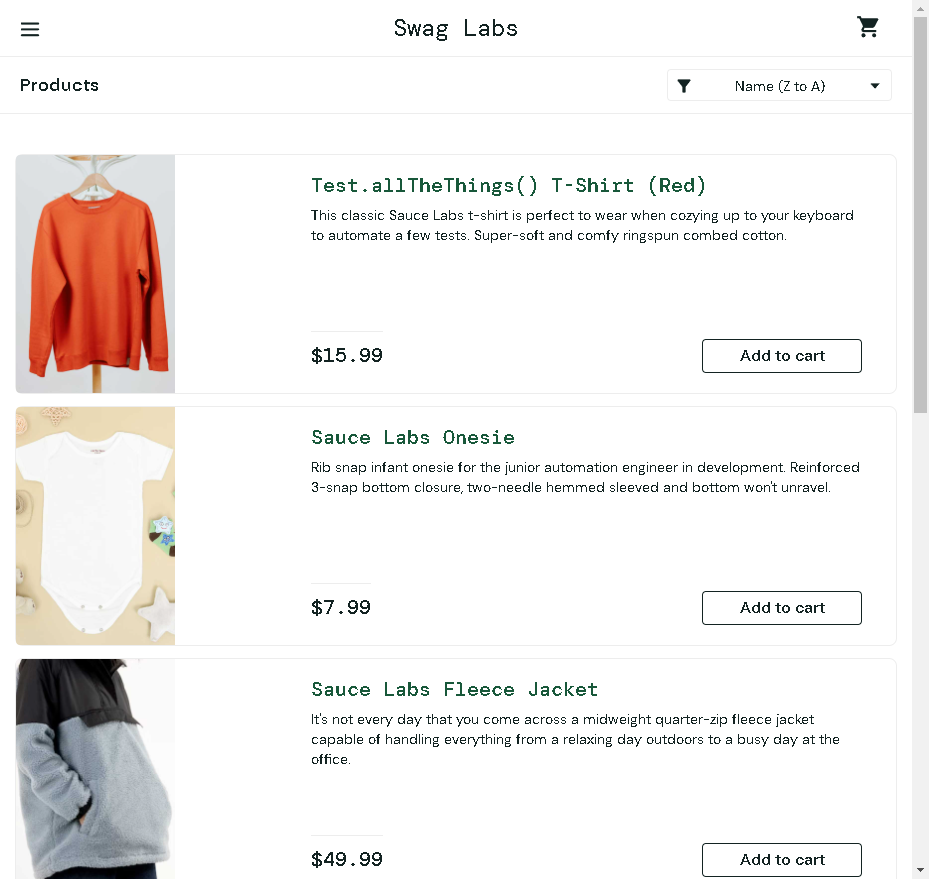 Swag Labs
Products
Name (Z to A)
Test.allTheThings() T-Shirt (Red)
This classic Sauce Labs t-shirt is perfect to wear when cozying up to your keyboard
to automate a few tests. Super-soft and comfy ringspun combed cotton.
$15.99
Add to cart
Sauce Labs Onesie
Rib snap infant onesie for the junior automation engineer in development. Reinforced
3-snap bottom closure, two-needle hemmed sleeved and bottom won't unravel.
$7.99
Add to cart
Sauce Labs Fleece Jacket
It's not every day that you come across a midweight quarter-zip fleece jacket
capable of handling everything from a relaxing day outdoors to a busy day at the
office.
$49.99
Add to cart